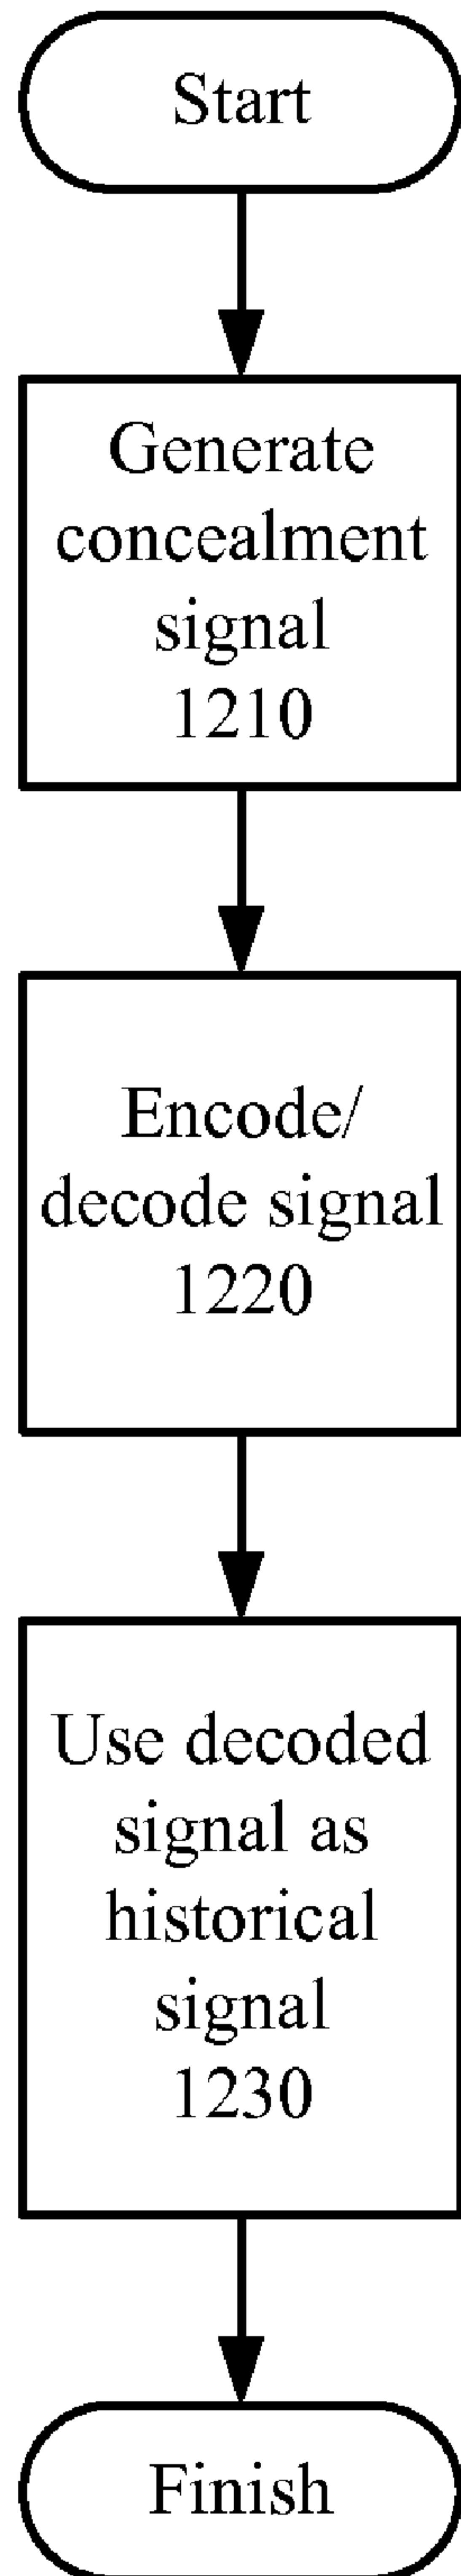 Start
Generate
concealment
signal
1210
Encode/
decode signal
1220
Use decoded
signal as
historical
signal
1230
Finish